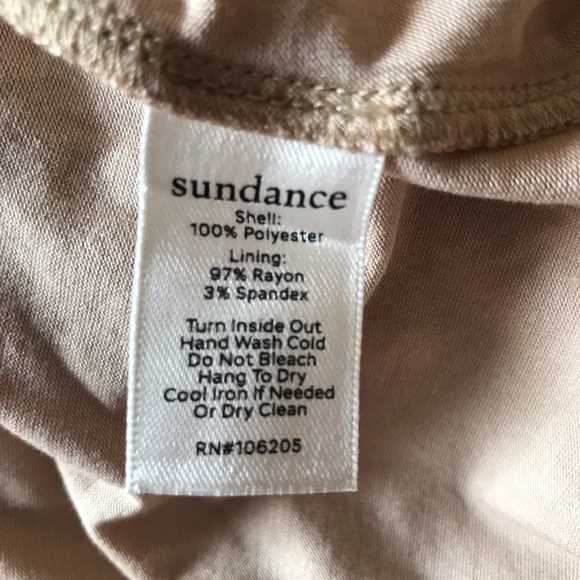 sundance
Shell:
100% Polyester
Lining:
97% Rayon
3% Spandex
Turn Inside Out
Hand Wash Cold
Do Not Bleach
Hang To Dry
Cool Iron If Needed
Or Dry Clean
RN#106205